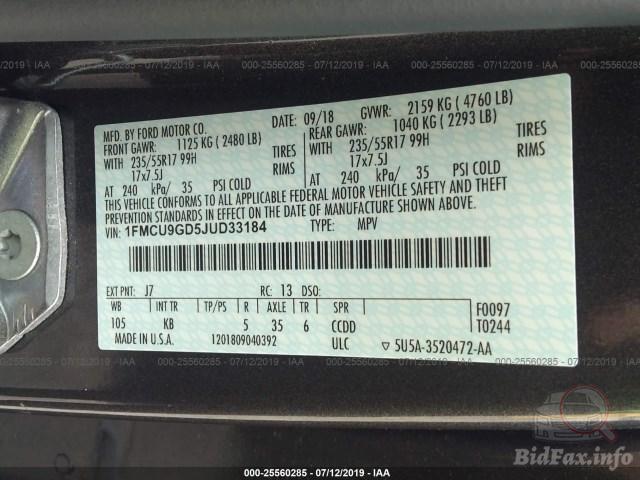 000-25560285 - 07/12/2019 - IAA
MFD. BY FORD MOTOR CO. DATE: 09/18 GVWR: 2159 KG ( 4760 LB)
FRONT GAWR: 1125 KG ( 2480 LB) REAR GAWR: 1040 KG ( 2293 LB)
WITH 235/55R17 99H TIRES WITH 235/55R17 99H TIRES
17x7.5J RIMS 17x7.5J RIMS
AT 240 kPa/ 35 PSI COLD AT 240 kPa/ 35 PSI COLD
THIS VEHICLE CONFORMS TO ALL APPLICABLE FEDERAL MOTOR VEHICLE SAFETY AND THEFT
PREVENTION STANDARDS IN EFFECT ON THE DATE OF MANUFACTURE SHOWN ABOVE.
VIN: 1FMCU9GD5JUD33184 TYPE: MPV
EXT PNT: J7 RC: 13 DSO:
WB INT TR TP/PS R AXLE TR SPR F0097
105 KB 5 35 6 CCDD T0244
MADE IN U.S.A. 1201809040392 ULC ▽ 5U5A-3520472-AA
000-25560285 - 07/12/2019 - IAA
BidFax.info